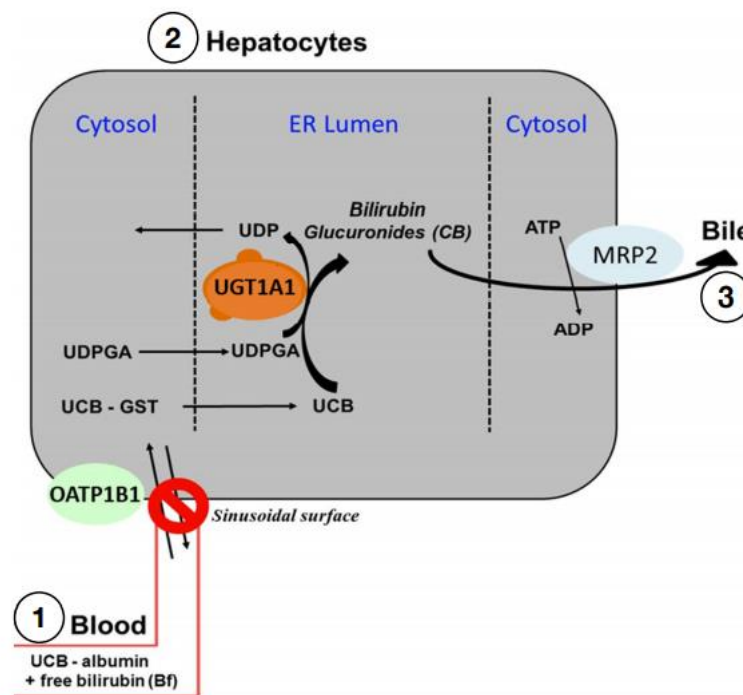 2 Hepatocytes
Cytosol
ER Lumen
Cytosol
UDP
Bilirubin
Glucuronides (CB)
ATP
MRP2
Bile
3
UGT1A1
ADP
UDPGA
UDPGA
UCB - GST
UCB
OATP1B1
Sinusoidal surface
1 Blood
UCB - albumin
+ free bilirubin (Bf)